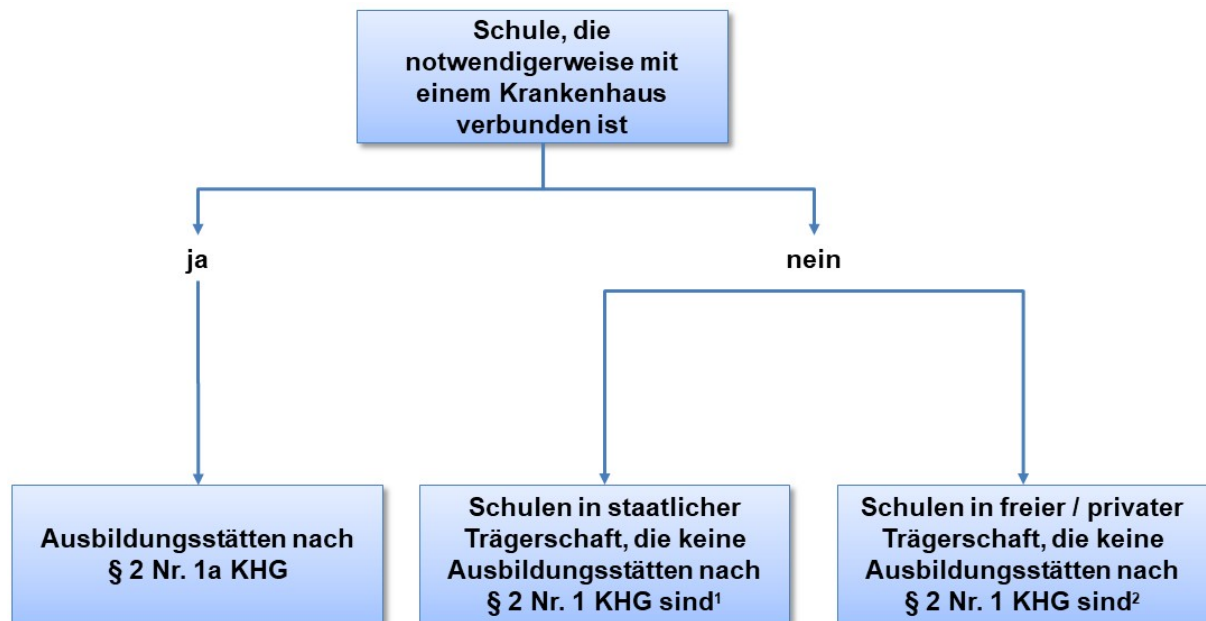 Schule, die
notwendigerweise mit
einem Krankenhaus
verbunden ist
ja
nein
Ausbildungsstätten nach
§ 2 Nr. 1a KHG
Schulen in staatlicher
Trägerschaft, die keine
Ausbildungsstätten nach
§ 2 Nr. 1 KHG sind¹
Schulen in freier / privater
Trägerschaft, die keine
Ausbildungsstätten nach
§ 2 Nr. 1 KHG sind²